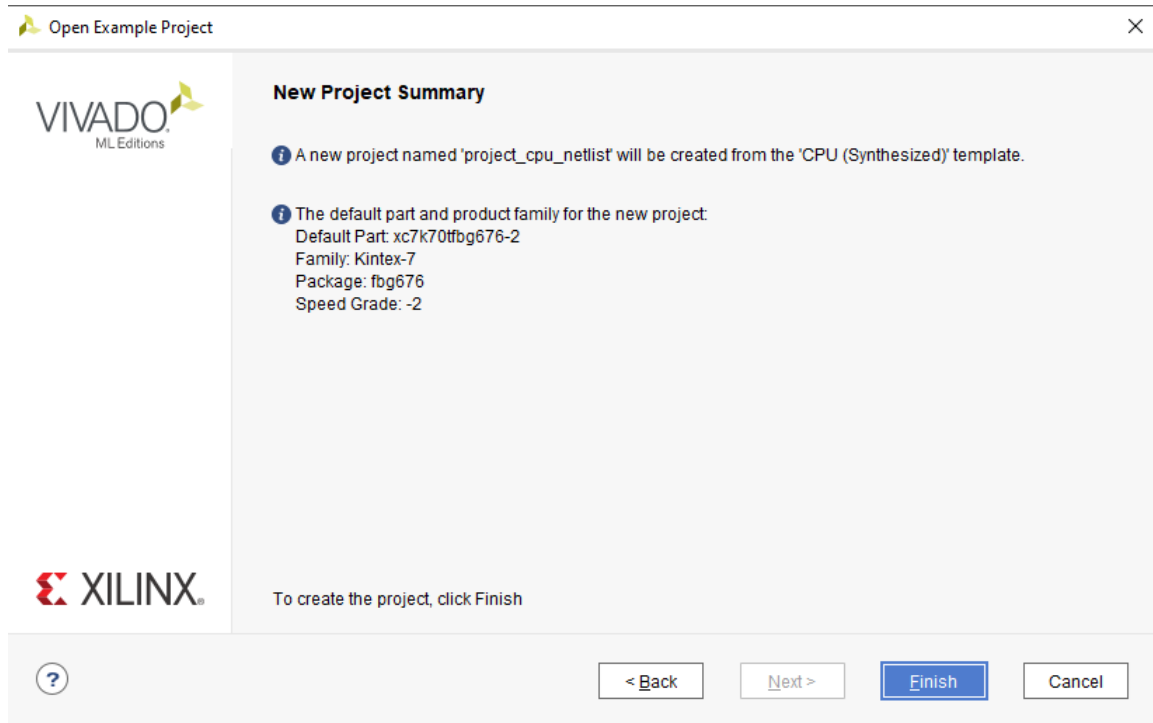 Open Example Project
VIVADO.
ML Editions
New Project Summary
A new project named 'project_cpu_netlist' will be created from the 'CPU (Synthesized)' template.
The default part and product family for the new project:
Default Part: xc7k70tfbg676-2
Family: Kintex-7
Package: fbg676
Speed Grade: -2
XILINX.
To create the project, click Finish
?
< Back
Next >
Finish
Cancel